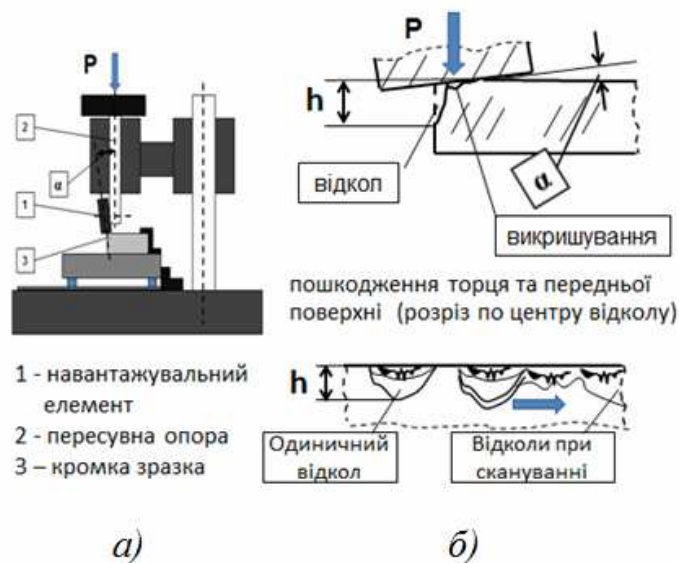 P
2
α
1
3
1 - навантажувальний
елемент
2 - пересувна опора
3 – кромка зразка
а)
P
h
відкол
α
викришування
пошкодження торця та передньої
поверхні (розріз по центру відколу)
h
Одиничний
відкол
Відколи при
скануванні
б)